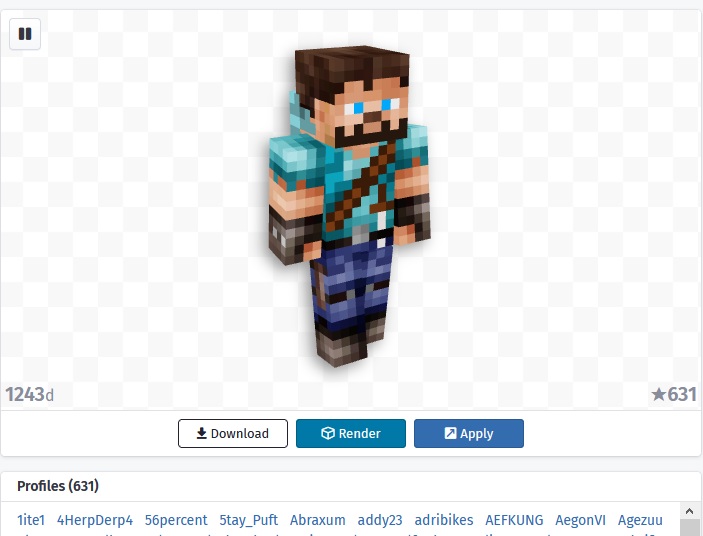 1243d
★631
Download
Render
Apply
Profiles (631)
1ite1 4HerpDerp4 56percent 5tay_Puft Abraxum addy23 adribikes AEFKUNG AegonVI Agezuu